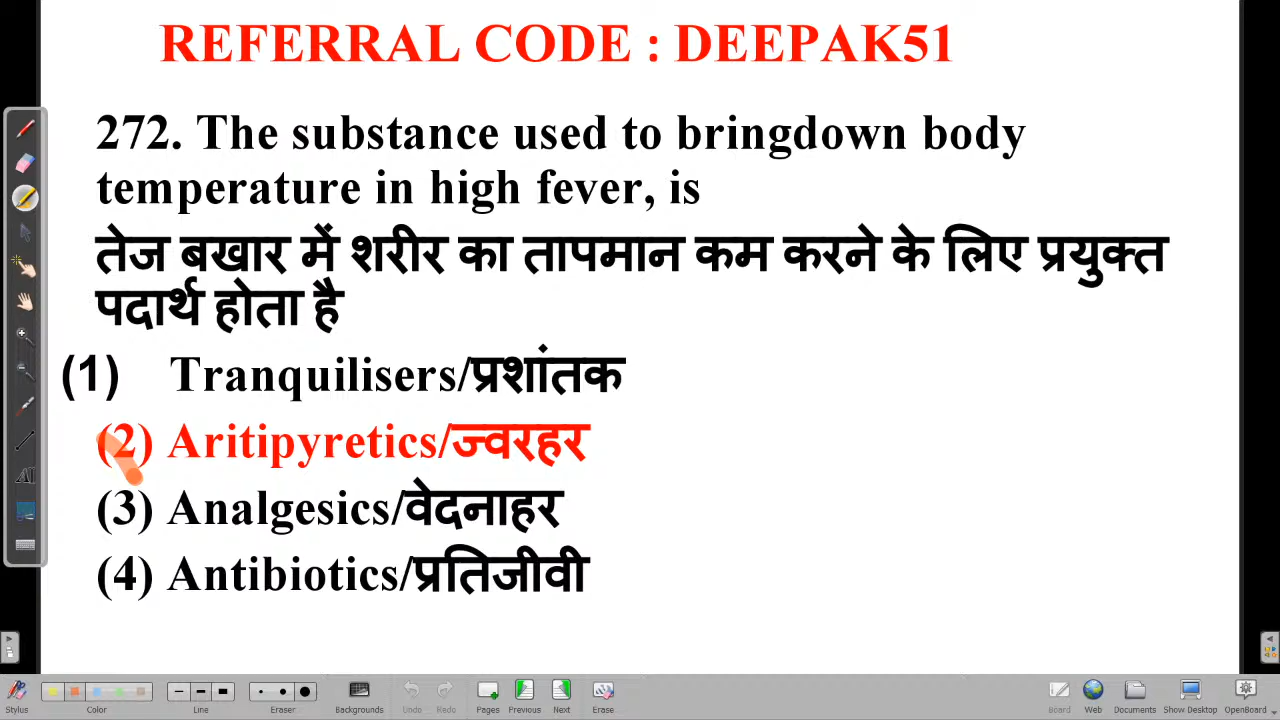 REFERRAL CODE : DEEPAK51
272. The substance used to bringdown body
temperature in high fever, is
तेज बखार में शरीर का तापमान कम करने के लिए प्रयुक्त
पदार्थ होता है
(1) Tranquilisers/प्रशांतक
(2) Aritipyretics/ज्वरहर
(3) Analgesics/वेदनाहर
(4) Antibiotics/प्रतिजीवी
Stylus Color Line Eraser Backgrounds Undo Redo Pages Previous Next Erase Board Web Documents Show Desktop OpenBoard